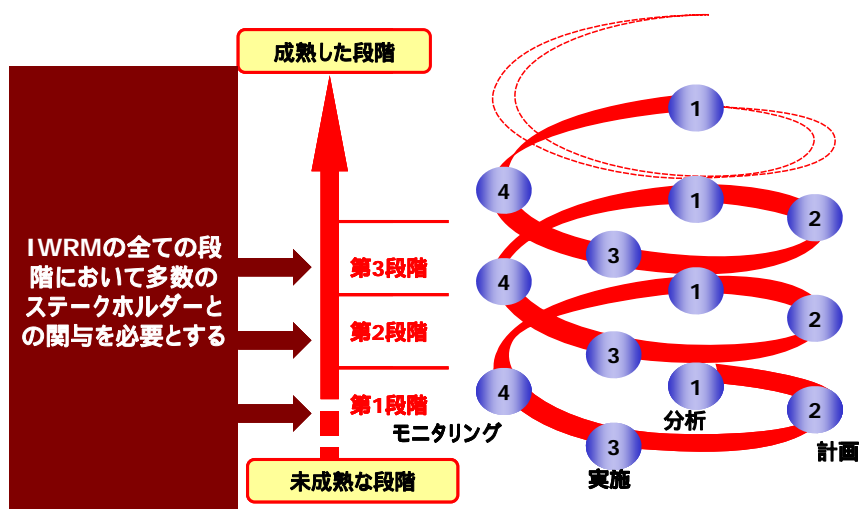 成熟した段階
IWRMの全ての段
階において多数の
ステークホルダーと
の関与を必要とする
第3段階
第2段階
第1段階
未成熟な段階
1
4
1
2
3
4
1
2
3
4
1
2
3
モニタリング
分析
計画
実施